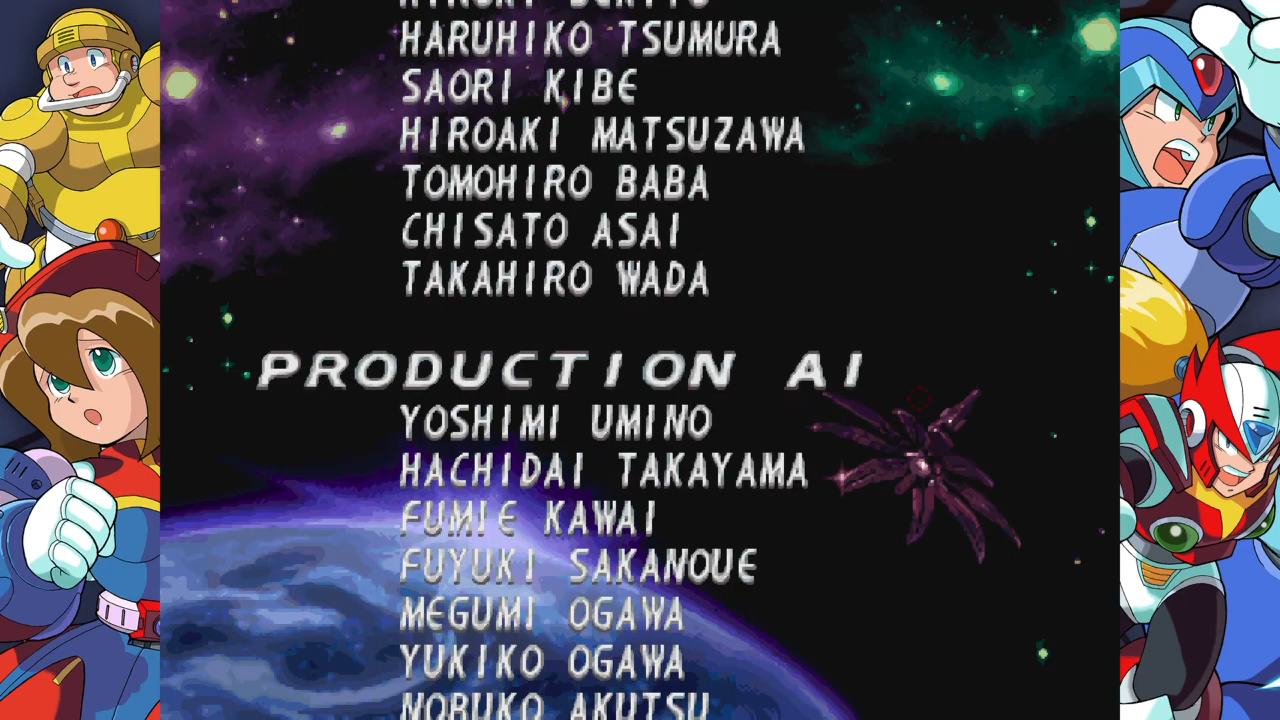 HARUHIKO TSUMURA
SAORI KIBE
HIROAKI MATSUZAWA
TOMOHIRO BABA
CHISATO ASAI
TAKAHIRO WADA
PRODUCTION AI
YOSHIMI UMINO
HACHIDAI TAKAYAMA
FUMIE KAWAI
FUYUKI SAKANOUE
MEGUMI OGAWA
YUKIKO OGAWA
NOBUKO AKUTSU